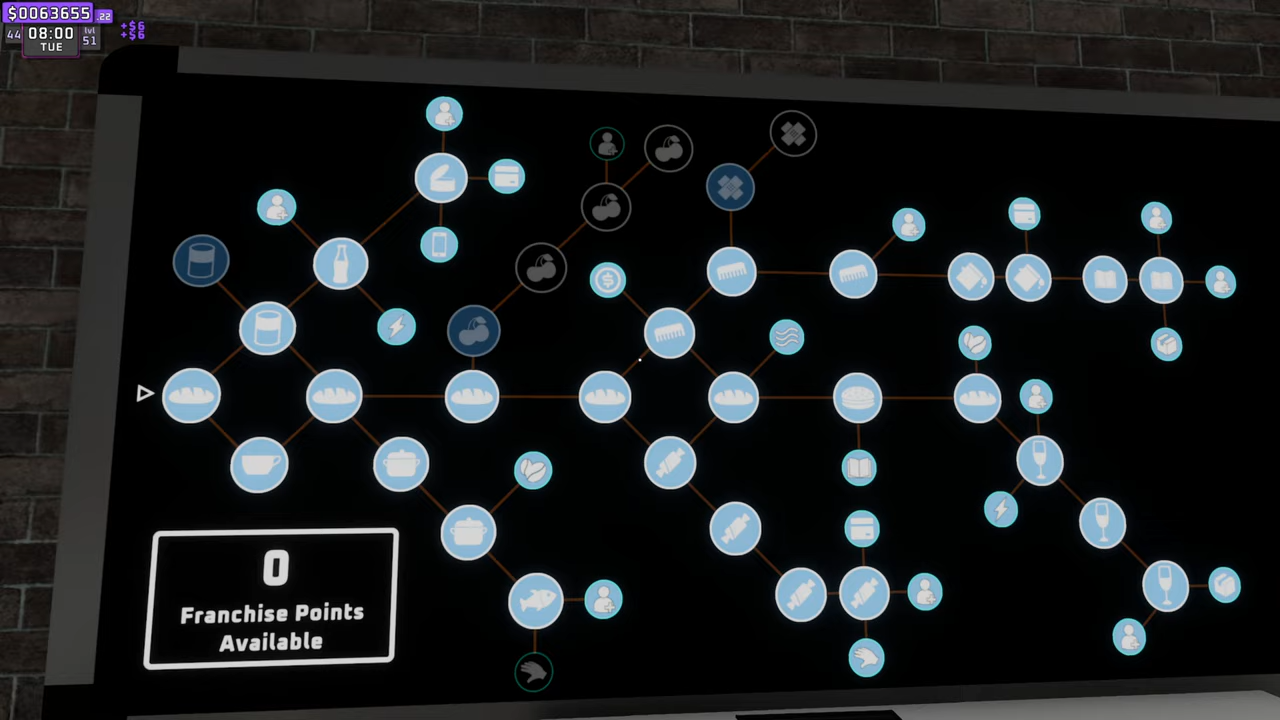 $0063655.22
44 08:00 lvl 51
TUE
+$6
+$6
0
Franchise Points
Available